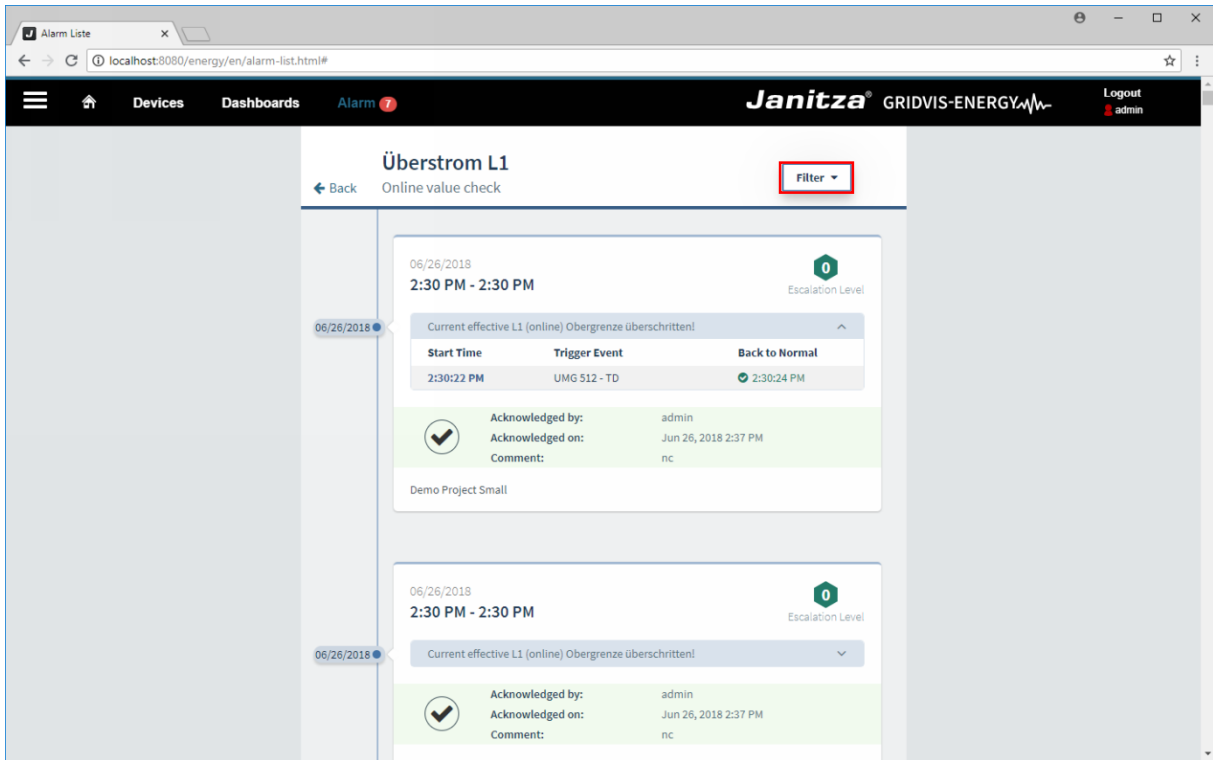 Alarm Liste
localhost:8080/energy/en/alarm-list.html#
Devices Dashboards Alarm 7 Janitza® GRIDVIS-ENERGY Logout
admin
Überstrom L1
Back Online value check Filter
06/26/2018 0
2:30 PM - 2:30 PM Escalation Level
06/26/2018 Current effective L1 (online) Obergrenze überschritten!
Start Time Trigger Event Back to Normal
2:30:22 PM UMG 512 - TD 2:30:24 PM
Acknowledged by: admin
Acknowledged on: Jun 26, 2018 2:37 PM
Comment: nc
Demo Project Small
06/26/2018 0
2:30 PM - 2:30 PM Escalation Level
06/26/2018 Current effective L1 (online) Obergrenze überschritten!
Acknowledged by: admin
Acknowledged on: Jun 26, 2018 2:37 PM
Comment: nc